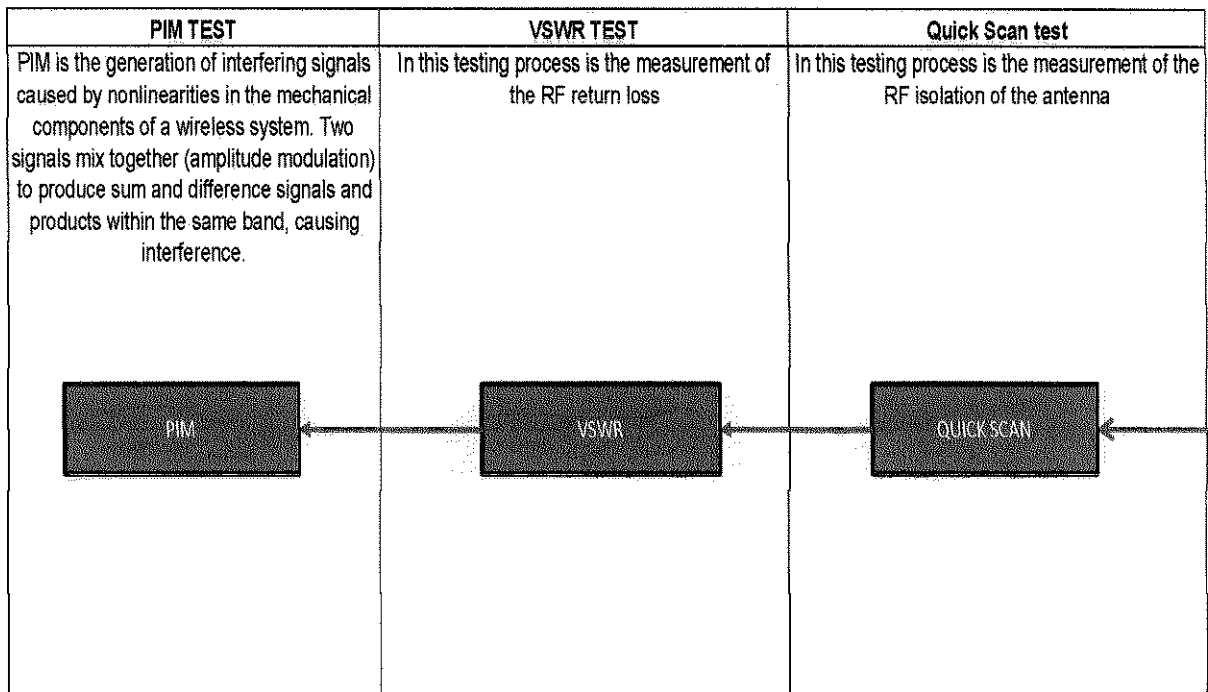 PIM TEST
PIM is the generation of interfering signals
caused by nonlinearities in the mechanical
components of a wireless system. Two
signals mix together (amplitude modulation)
to produce sum and difference signals and
products within the same band, causing
interference.
PIM
VSWR TEST
In this testing process is the measurement of
the RF return loss
VSWR
Quick Scan test
In this testing process is the measurement of the
RF isolation of the antenna
QUICK SCAN